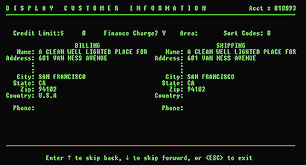 DISPLAY CUSTOMER INFORMATION Acct # 810093
Credit Limit:$ 0 Finance Charge? Y Area: Sort Codes: B
BILLING SHIPPING
Name: A CLEAN WELL LIGHTED PLACE FOR Name: A CLEAN WELL LIGHTED PLACE FOR
Address: 601 VAN NESS AVENUE Address: 601 VAN NESS AVENUE
: :
: :
City: SAN FRANCISCO City: SAN FRANCISCO
State: CA State: CA
Zip: 94102 Zip: 94102
Country: U.S.A Country:
Phone: Phone:
Enter ↑ to skip back, ↓ to skip forward, or <ESC> to exit